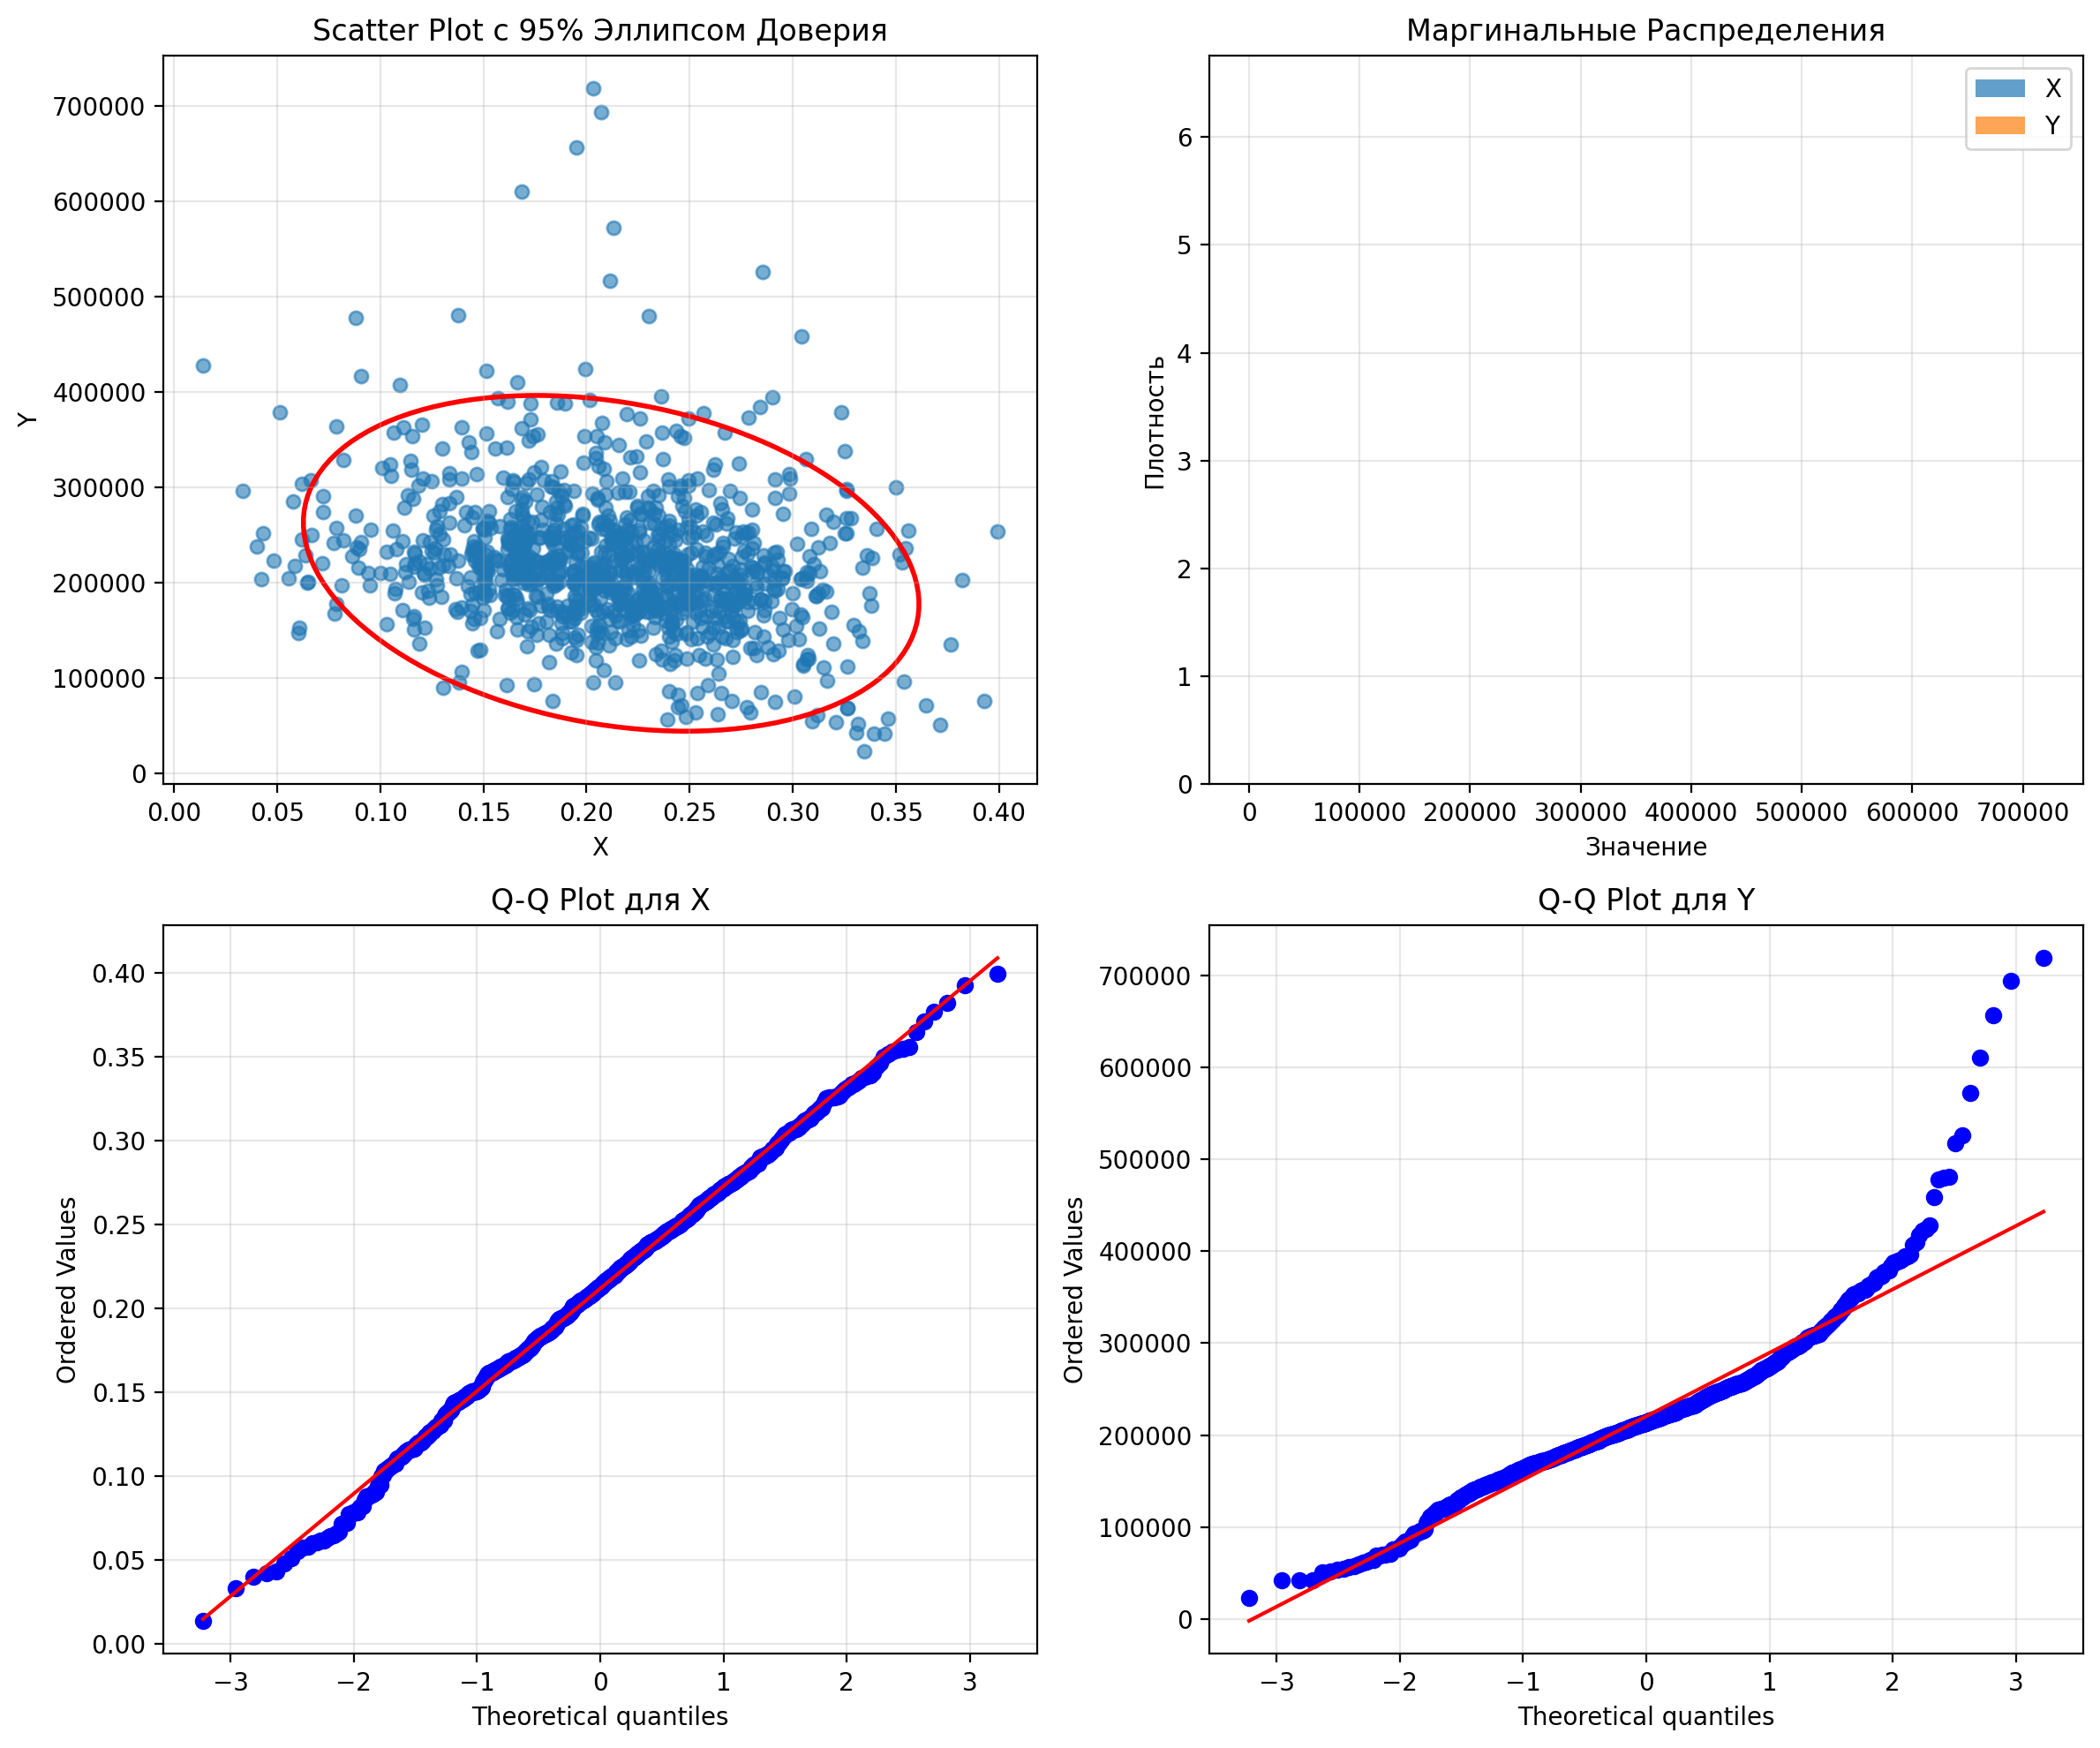 Scatter Plot с 95% Эллипсом Доверия
700000
600000
500000
400000
300000
200000
100000
0
Y
0.00 0.05 0.10 0.15 0.20 0.25 0.30 0.35 0.40
X
Маргинальные Распределения
X
Y
6
5
4
3
2
1
0
Плотность
0 100000 200000 300000 400000 500000 600000 700000
Значение
Q-Q Plot для X
0.40
0.35
0.30
0.25
0.20
0.15
0.10
0.05
0.00
Ordered Values
−3 −2 −1 0 1 2 3
Theoretical quantiles
Q-Q Plot для Y
700000
600000
500000
400000
300000
200000
100000
0
Ordered Values
−3 −2 −1 0 1 2 3
Theoretical quantiles